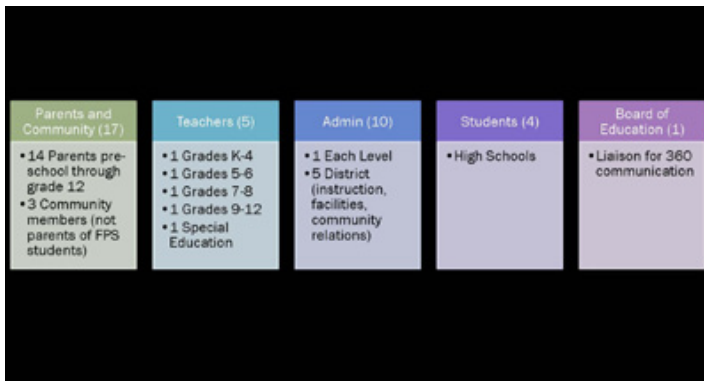 Parents and
Community (17)
• 14 Parents pre-
school through
grade 12
• 3 Community
members (not
parents of FPS
students)
Teachers (5)
• 1 Grades K-4
• 1 Grades 5-6
• 1 Grades 7-8
• 1 Grades 9-12
• 1 Special
Education
Admin (10)
• 1 Each Level
• 5 District
(instruction,
facilities,
community
relations)
Students (4)
• High Schools
Board of
Education (1)
• Liaison for 360
communication